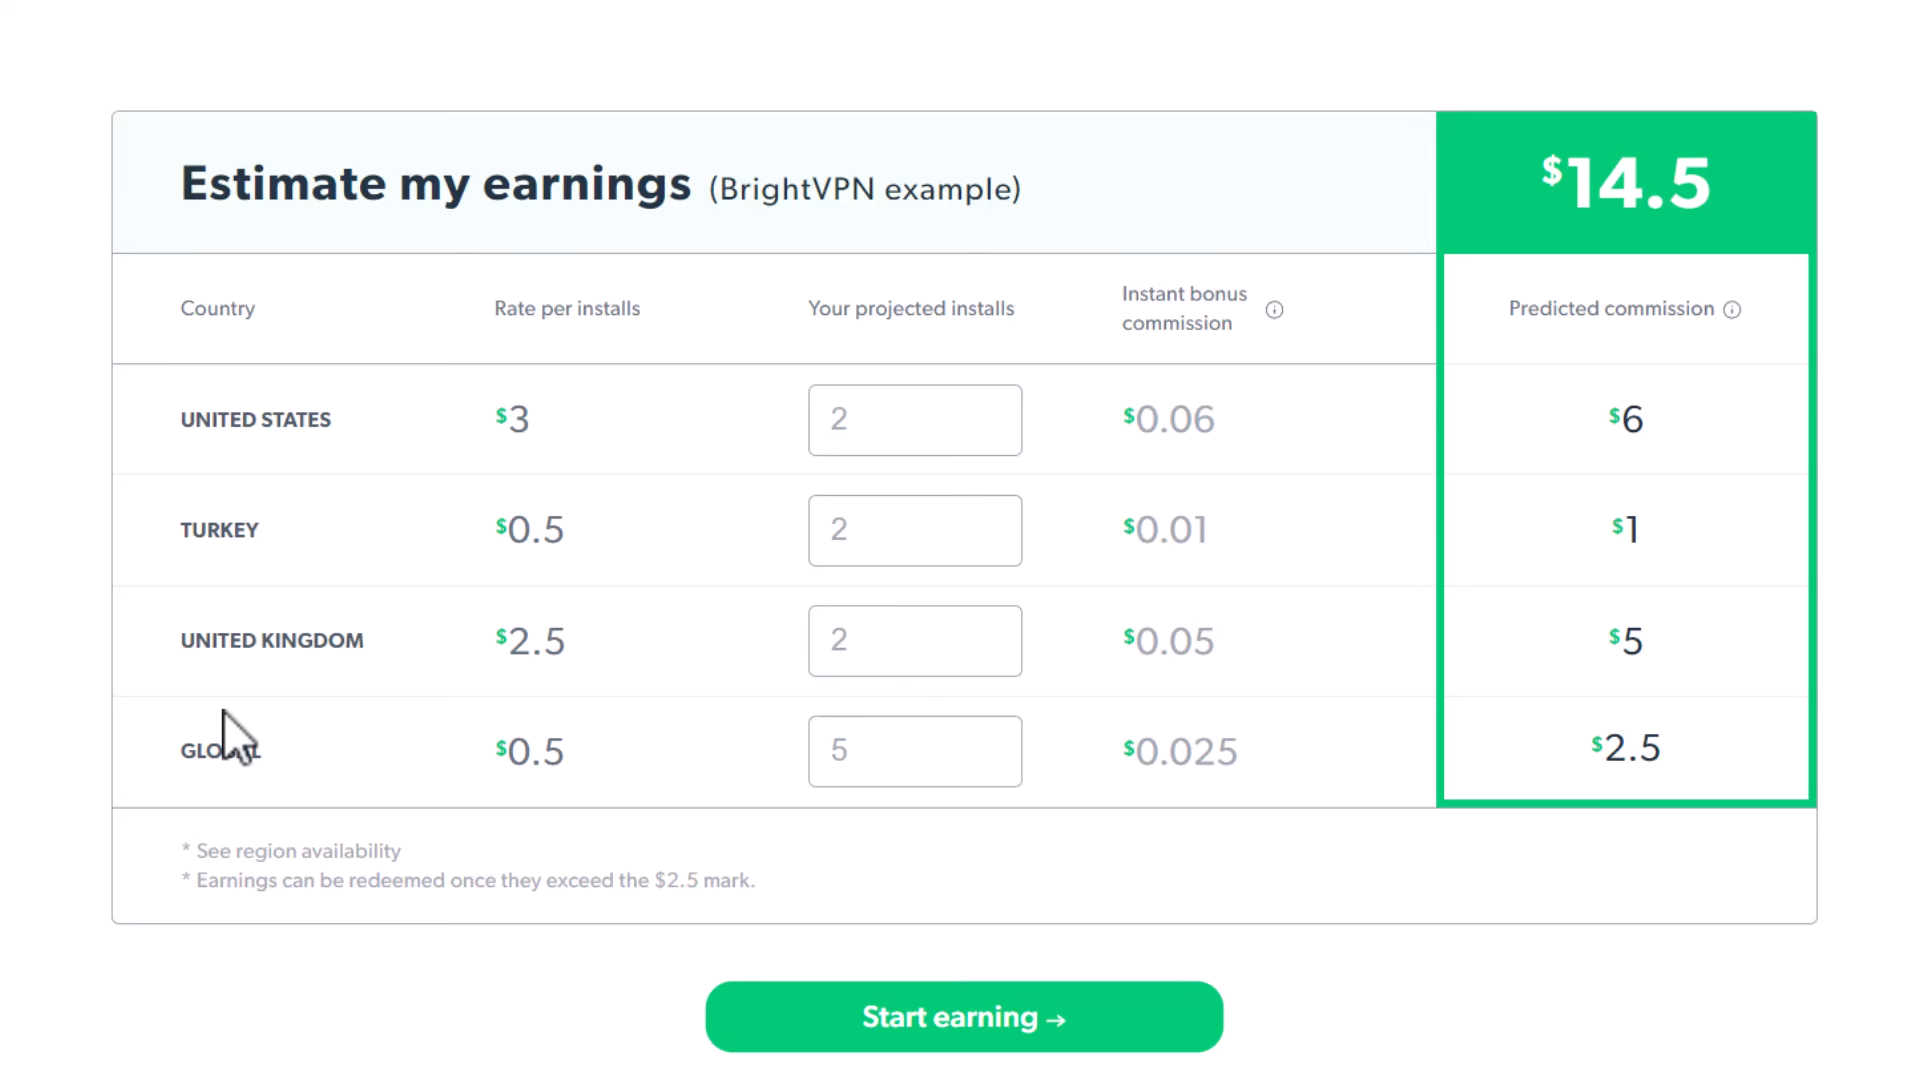 Estimate my earnings (BrightVPN example)
$14.5
Country
Rate per installs
Your projected installs
Instant bonus
commission
Predicted commission
UNITED STATES
$3
2
$0.06
$6
TURKEY
$0.5
2
$0.01
$1
UNITED KINGDOM
$2.5
2
$0.05
$5
$0.5
5
$0.025
$2.5
* See region availability
* Earnings can be redeemed once they exceed the $2.5 mark.
Start earning →